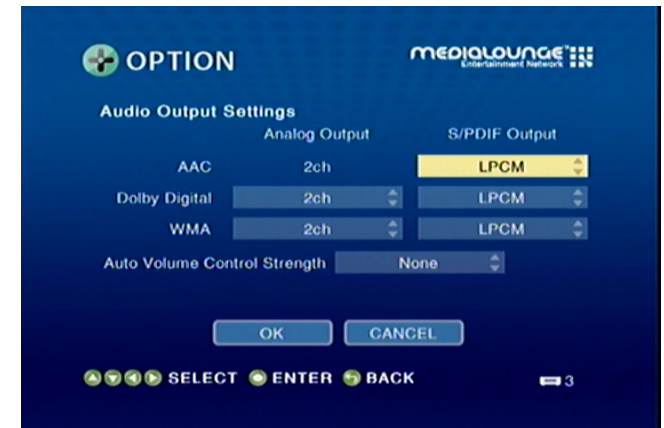 OPTION
MEDIALOUNGE™
Entertainment Network
Audio Output Settings
Analog Output S/PDIF Output
AAC 2ch LPCM
Dolby Digital 2ch LPCM
WMA 2ch LPCM
Auto Volume Control Strength None
OK CANCEL
SELECT ENTER BACK 3